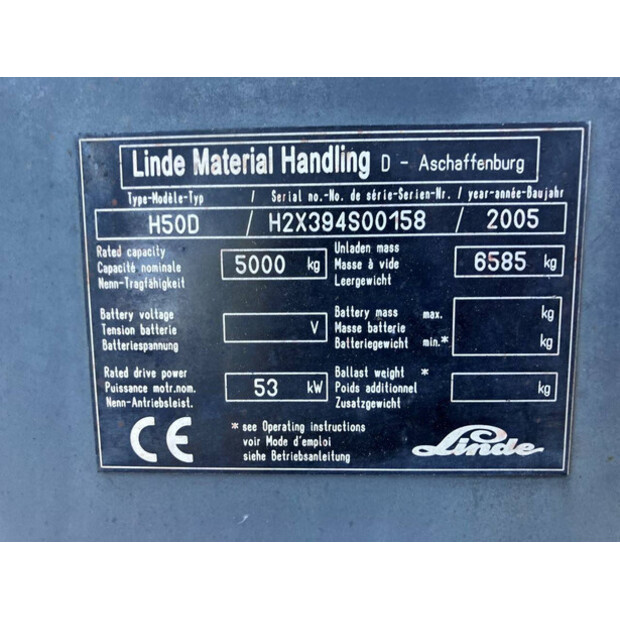 Linde Material Handling D - Aschaffenburg
Type-Modèle-Typ / Serial no.-No. de série-Serien-Nr. / year-année-Baujahr
H50D / H2X394S00158 / 2005
Rated capacity
Capacité nominale
Nenn-Tragfähigkeit
5000 kg
Unladen mass
Masse à vide
Leergewicht
6585 kg
Battery voltage
Tension batterie
Batteriespannung
V
Battery mass max. kg
Masse batterie
Batteriegewicht min.* kg
Rated drive power
Puissance motr.nom.
Nenn-Antriebsleist.
53 kW
Ballast weight *
Poids additionnel
Zusatzgewicht
kg
CE
* see Operating instructions
voir Mode d'emploi
siehe Betriebsanleitung
Linde